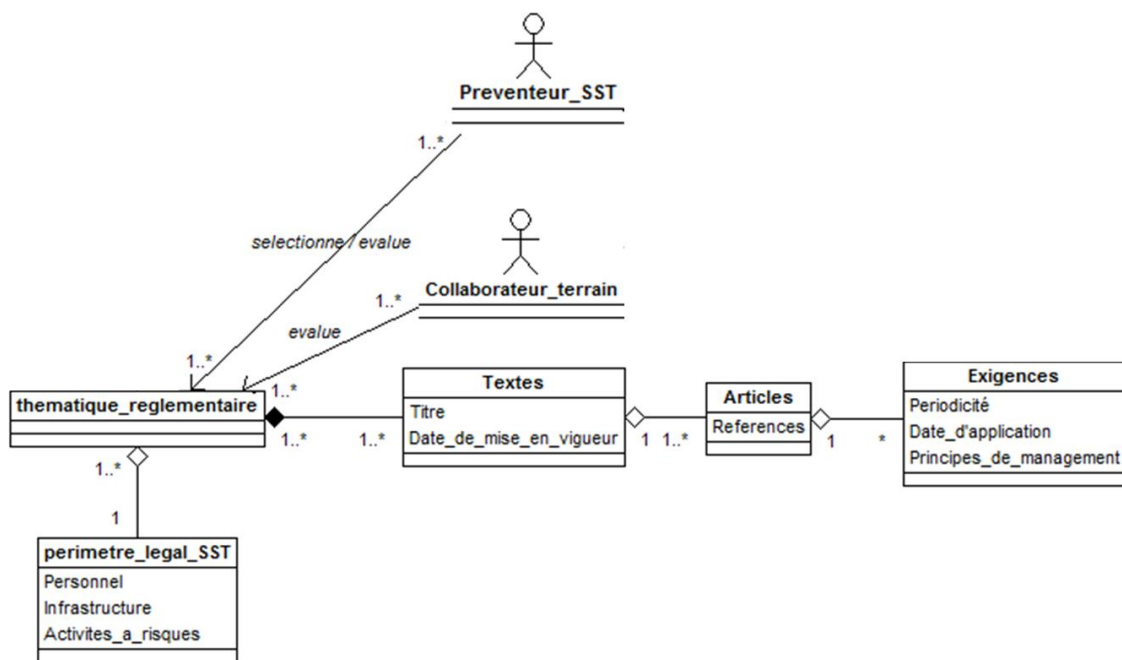 Preventeur_SST
1..*
selectionne / evalue
Collaborateur_terrain
1..*
evalue
1..*
1..*
thematique_reglementaire
1..*
1..*
Textes
Titre
Date_de_mise_en_vigueur
1
1..*
Articles
References
1
*
Exigences
Periodicité
Date_d'application
Principes_de_management
1..*
1
perimetre_légal_SST
Personnel
Infrastructure
Activites_a_risques